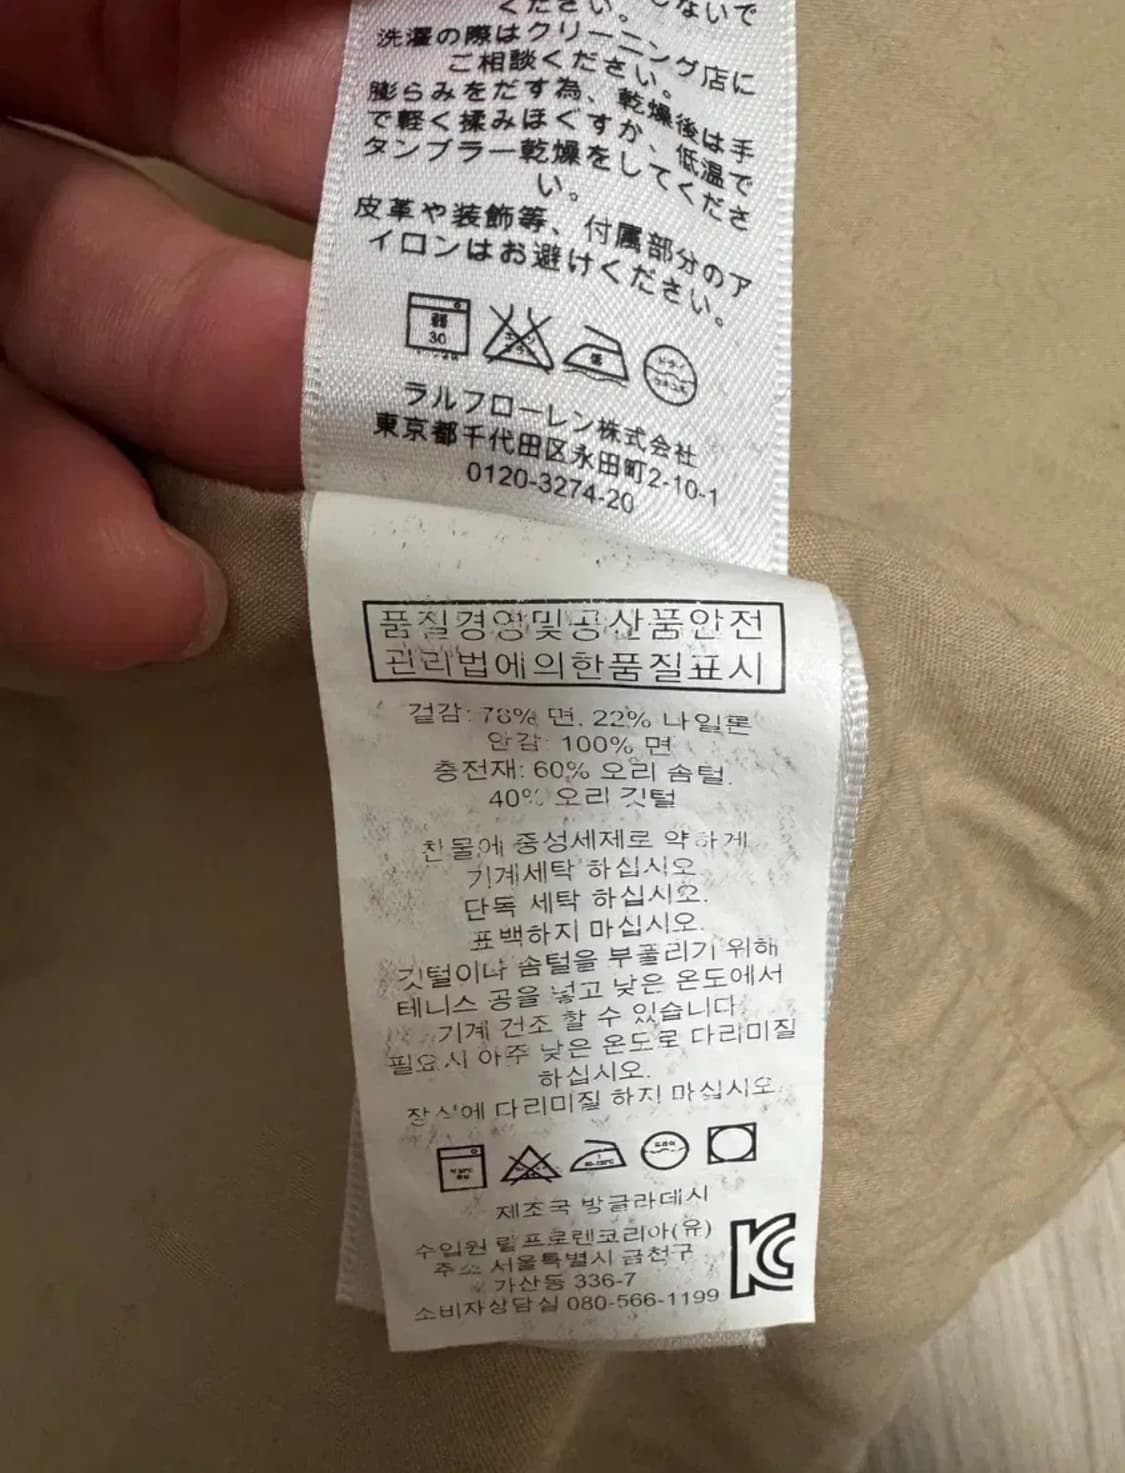 ください。 しないで
洗濯の際はクリーニング店に
ご相談ください。
膨らみをだす為、乾燥後は手
で軽く揉みほぐすか、低温で
タンブラー乾燥をしてくださ
い。
皮革や装飾等、付属部分のア
イロンはお避けください。
30
ラルフローレン株式会社
東京都千代田区永田町2-10-1
0120-3274-20
품질경영및공산품안전
관리법에의한품질표시
겉감: 78% 면. 22% 나일론
안감: 100% 면
충전재: 60% 오리 솜털.
40% 오리 깃털
찬물에 중성세제로 약하게
기계세탁 하십시오
단독 세탁 하십시오.
표백하지 마십시오.
깃털이나 솜털을 부풀리기 위해
테니스 공을 넣고 낮은 온도에서
기계 건조 할 수 있습니다
필요시 아주 낮은 온도로 다리미질
하십시오.
장식에 다리미질 하지 마십시오
제조국 방글라데시
수입원 랄프로렌코리아(유)
주소 서울특별시 금천구
가산동 336-7
소비자상담실 080-566-1199
KC